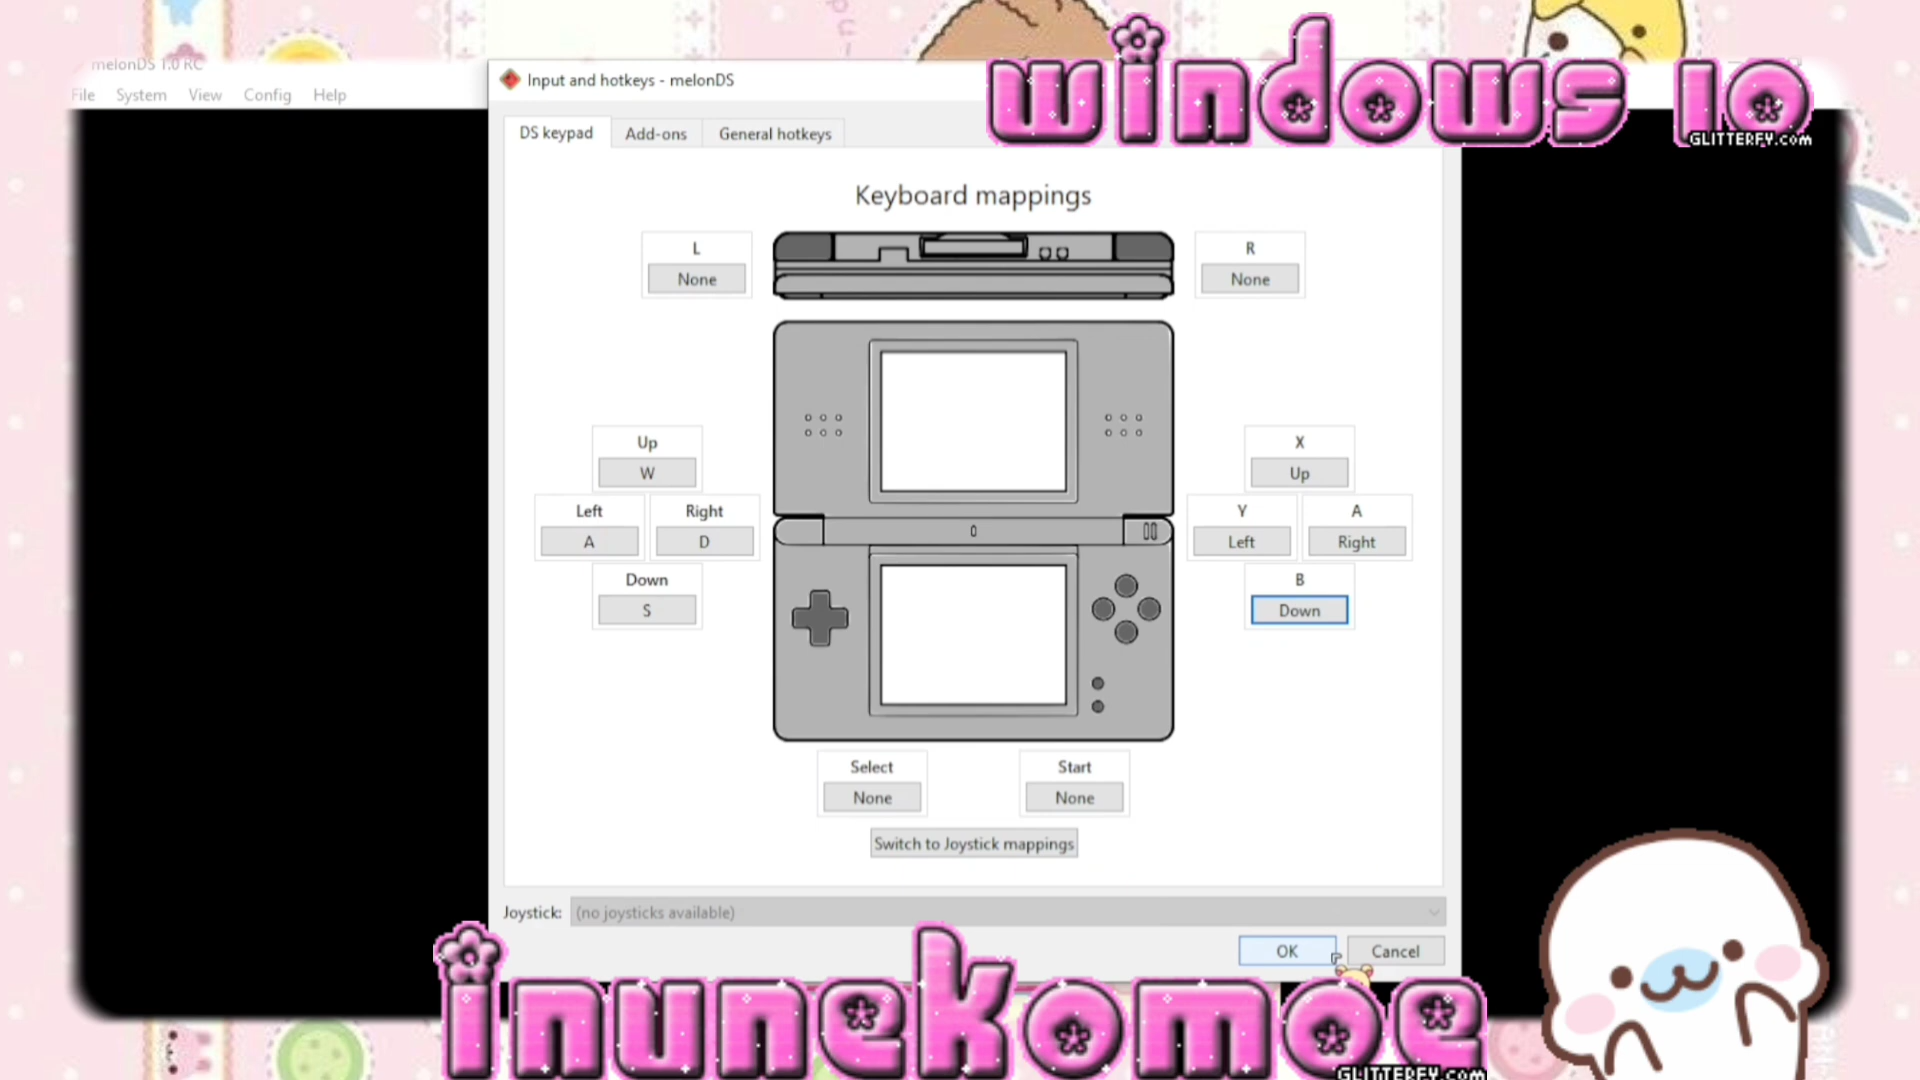 melonDS 1.0 RC
File System View Config Help
Input and hotkeys - melonDS
windows 10
GLITTERFY.com
DS keypad Add-ons General hotkeys
Keyboard mappings
L
None
R
None
Up
W
Left
A
Right
D
Down
S
X
Up
Y
Left
A
Right
B
Down
Select
None
Start
None
Switch to Joystick mappings
Joystick: (no joysticks available)
OK Cancel
inunekomoe
GLITTERFY.com